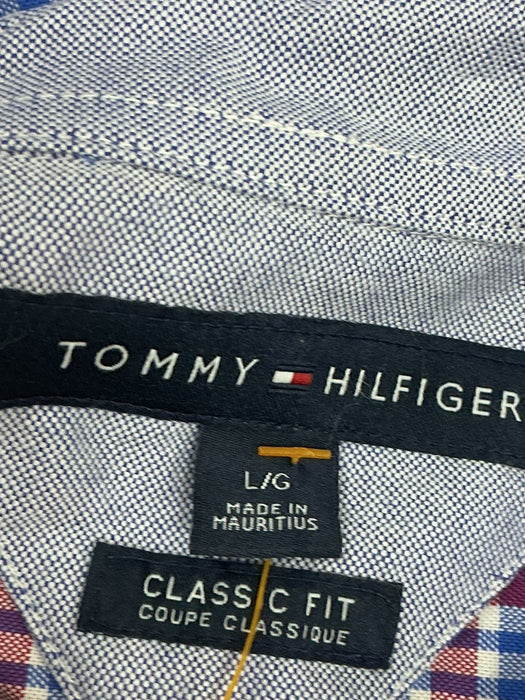 TOMMY HILFIGER
L/G
MADE IN
MAURITIUS
CLASSIC FIT
COUPE CLASSIQUE